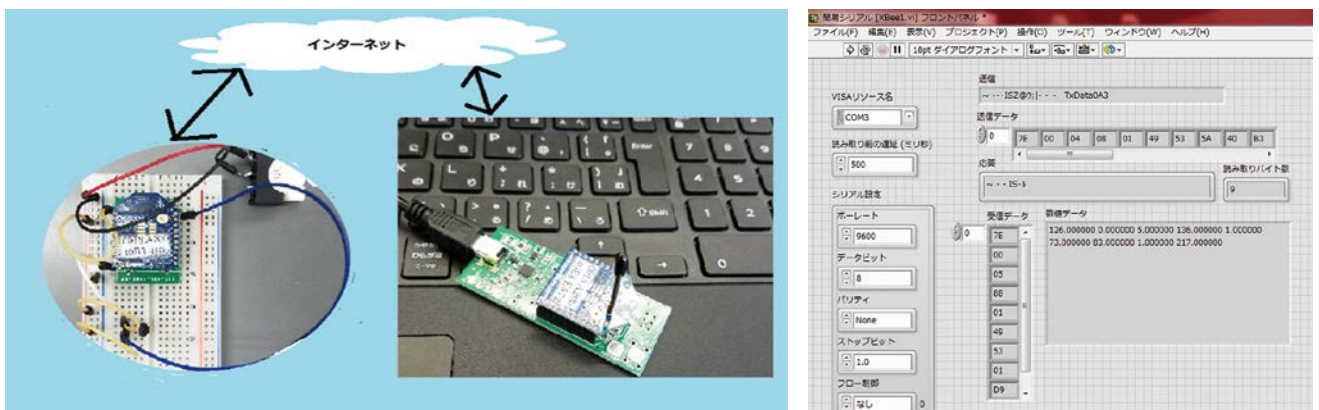 インターネット
簡易シリアル [XBee1.vi] フロントパネル *
ファイル(F) 編集(E) 表示(V) プロジェクト(P) 操作(O) ツール(T) ウィンドウ(W) ヘルプ(H)
18pt ダイアログフォント
VISAリソース名
COM3
読み取り前の遅延 (ミリ秒)
500
シリアル設定
ボーレート
9600
データビット
8
パリティ
None
ストップビット
1.0
フロー制御
なし
0
送信
TxData0A3
送信データ
0 7E 00 04 08 01 49 53 5A 40 B3
応答
読み取りバイト数
9
受信データ
0 7E
00
05
88
01
49
53
01
D9
数値データ
126.000000 0.000000 5.000000 136.000000 1.000000
73.000000 83.000000 1.000000 217.000000
Enter
Shift